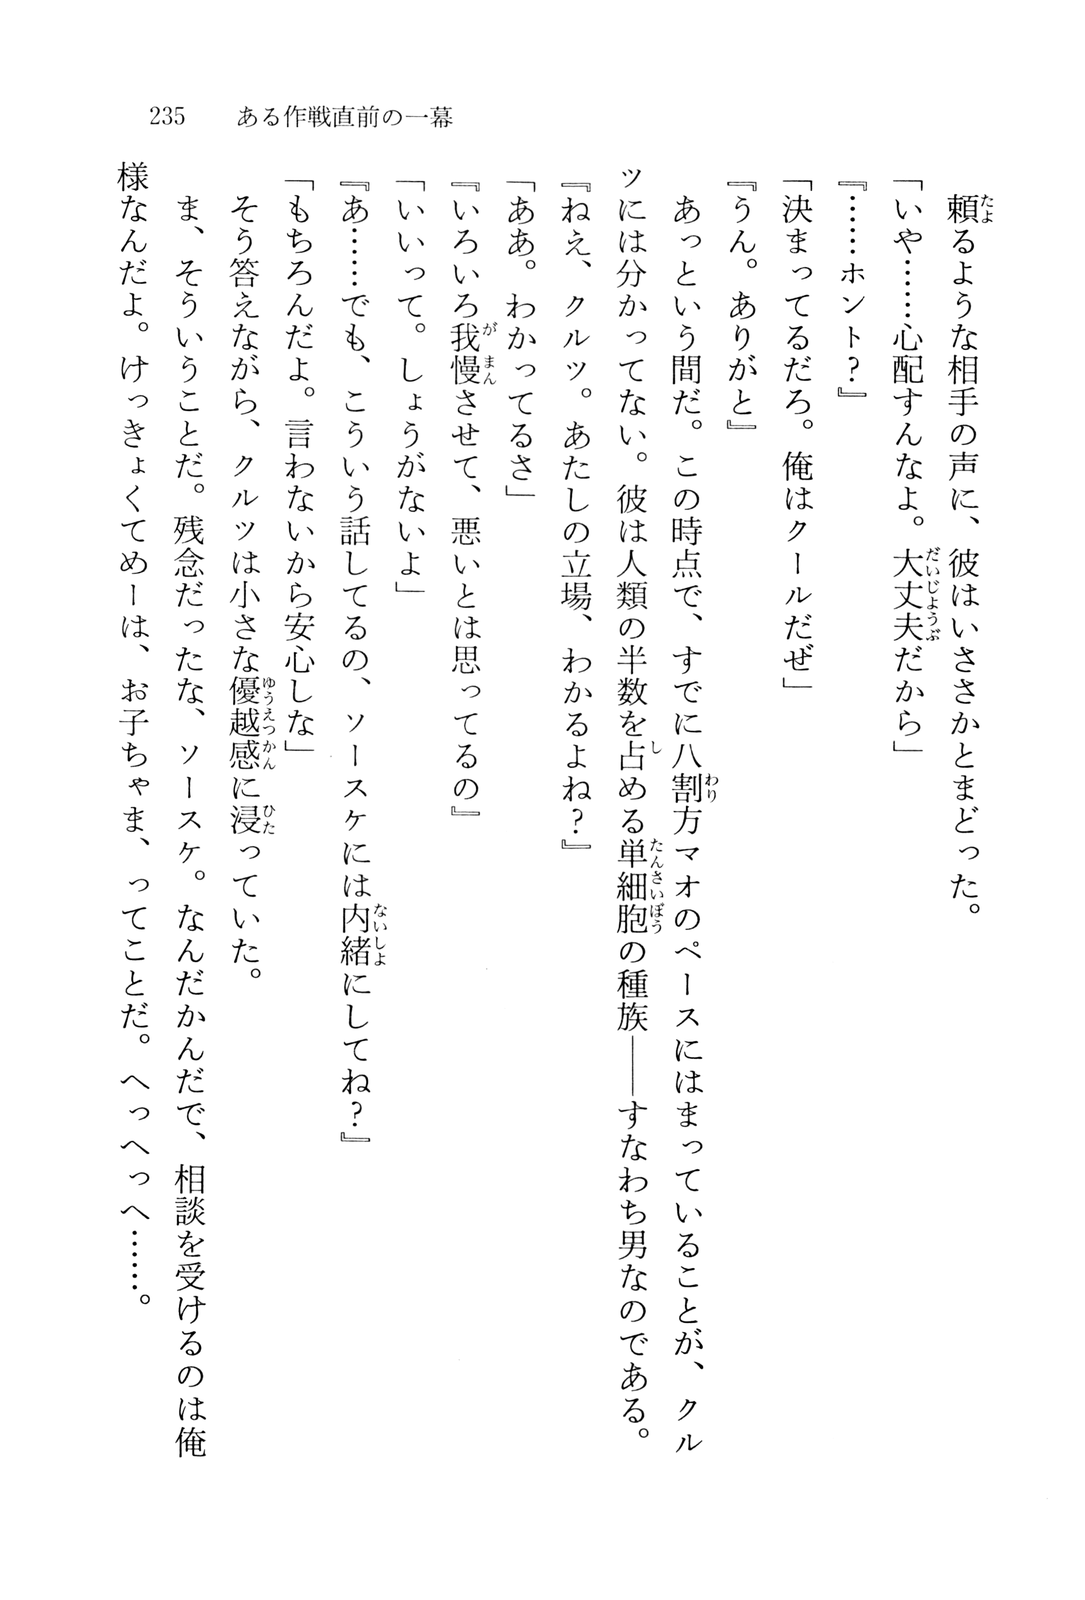 235　ある作戦直前の一幕
　頼るような相手の声に、彼はいささかとまどった。
「いや……心配すんなよ。大丈夫だから」
『……ホント？』
「決まってるだろ。俺はクールだぜ」
『うん。ありがと』
　あっという間だ。この時点で、すでに八割方マオのペースにはまっていることが、クル
ツには分かってない。彼は人類の半数を占める単細胞の種族――すなわち男なのである。
『ねえ、クルツ。あたしの立場、わかるよね？』
「ああ。わかってるさ」
『いろいろ我慢させて、悪いとは思ってるの』
「いいって。しょうがないよ」
『あ……でも、こういう話してるの、ソースケには内緒にしてね？』
「もちろんだよ。言わないから安心しな」
　そう答えながら、クルツは小さな優越感に浸っていた。
　ま、そういうことだ。残念だったな、ソースケ。なんだかんだで、相談を受けるのは俺
様なんだよ。けっきょくてめーは、お子ちゃま、ってことだ。へっへっへ……。